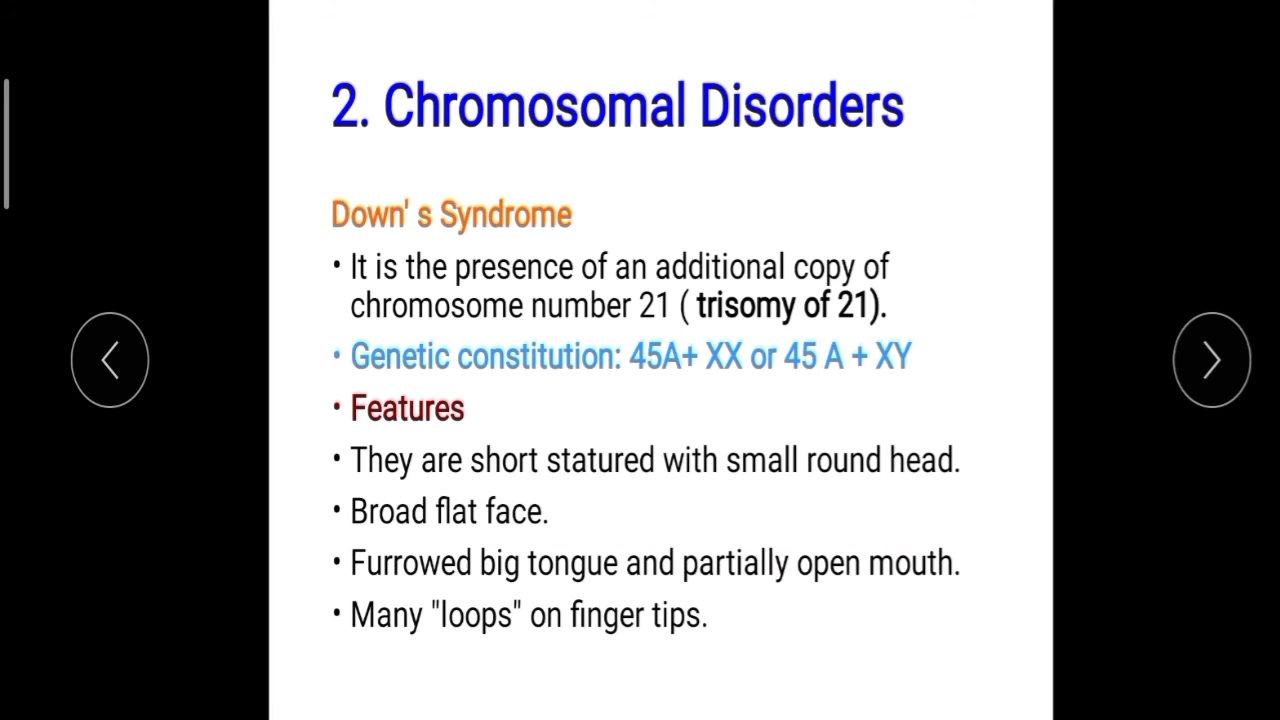 2. Chromosomal Disorders
Down' s Syndrome
• It is the presence of an additional copy of
chromosome number 21 ( trisomy of 21).
• Genetic constitution: 45A+ XX or 45 A + XY
• Features
• They are short statured with small round head.
• Broad flat face.
• Furrowed big tongue and partially open mouth.
• Many "loops" on finger tips.